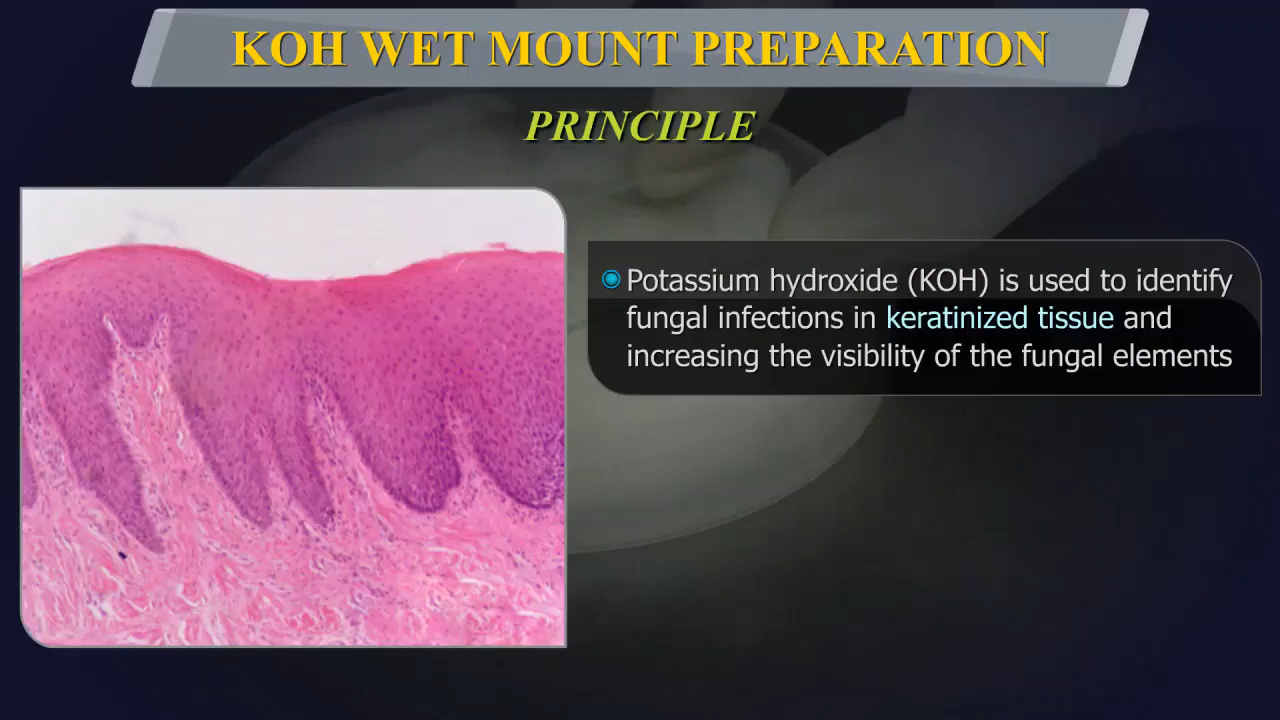 KOH WET MOUNT PREPARATION
PRINCIPLE
Potassium hydroxide (KOH) is used to identify
fungal infections in keratinized tissue and
increasing the visibility of the fungal elements